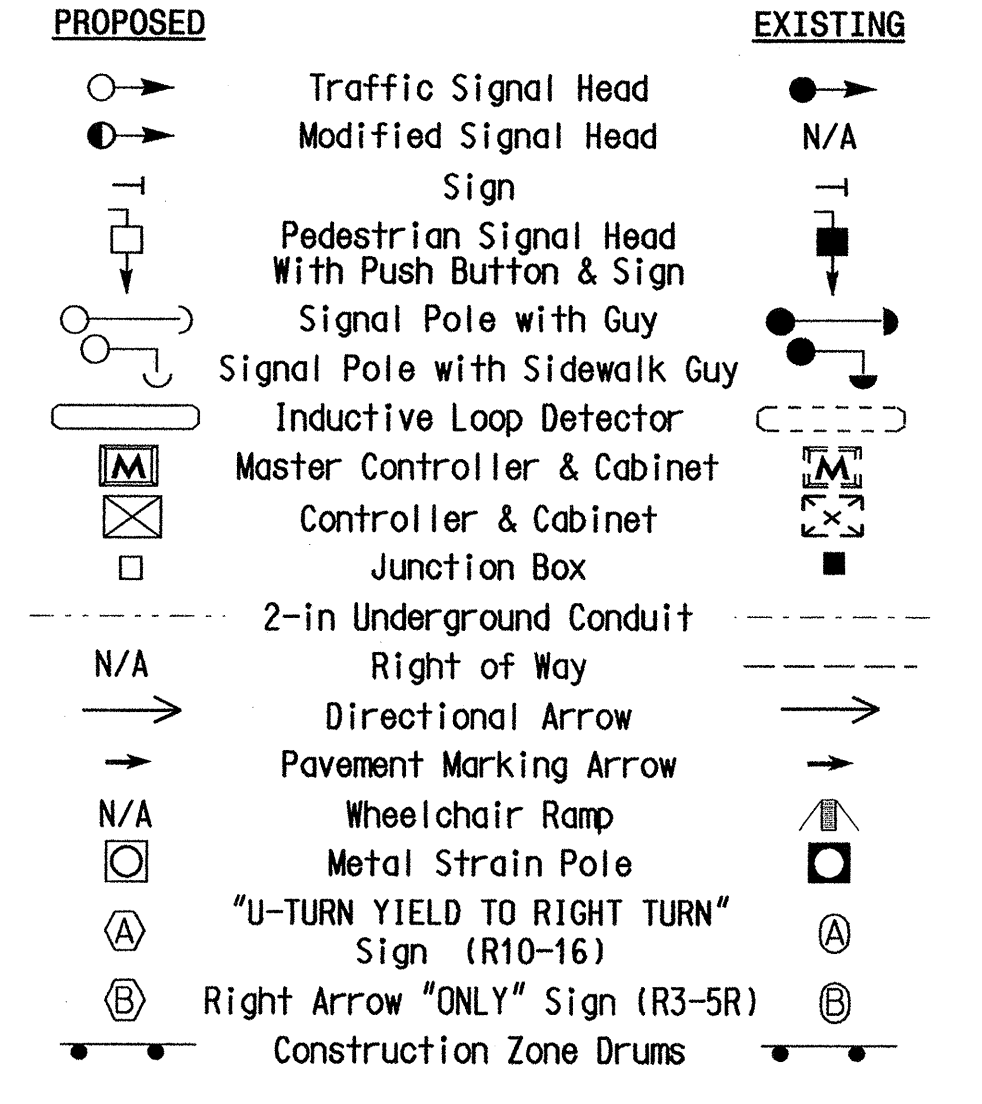 PROPOSED EXISTING
Traffic Signal Head
Modified Signal Head N/A
Sign
Pedestrian Signal Head
With Push Button & Sign
Signal Pole with Guy
Signal Pole with Sidewalk Guy
Inductive Loop Detector
M Master Controller & Cabinet M
Controller & Cabinet
Junction Box
2-in Underground Conduit
N/A Right of Way
Directional Arrow
Pavement Marking Arrow
N/A Wheelchair Ramp
Metal Strain Pole
"U-TURN YIELD TO RIGHT TURN"
A Sign (R10-16) A
B Right Arrow "ONLY" Sign (R3-5R) B
Construction Zone Drums